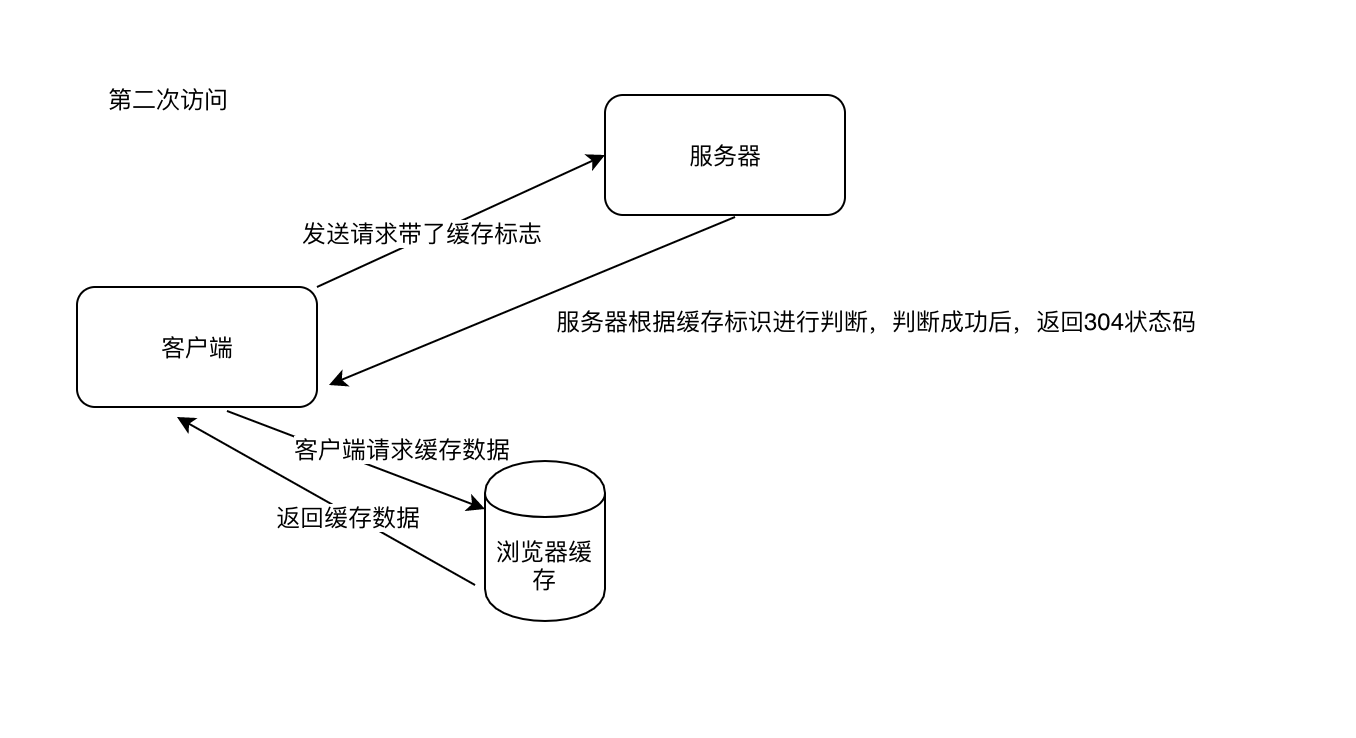 第二次访问
服务器
发送请求带了缓存标志
服务器根据缓存标识进行判断，判断成功后，返回304状态码
客户端
客户端请求缓存数据
返回缓存数据
浏览器缓
存